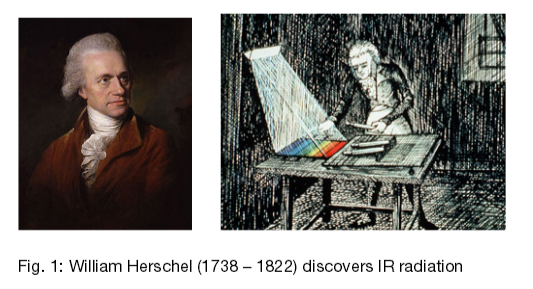 Fig. 1: William Herschel (1738 – 1822) discovers IR radiation